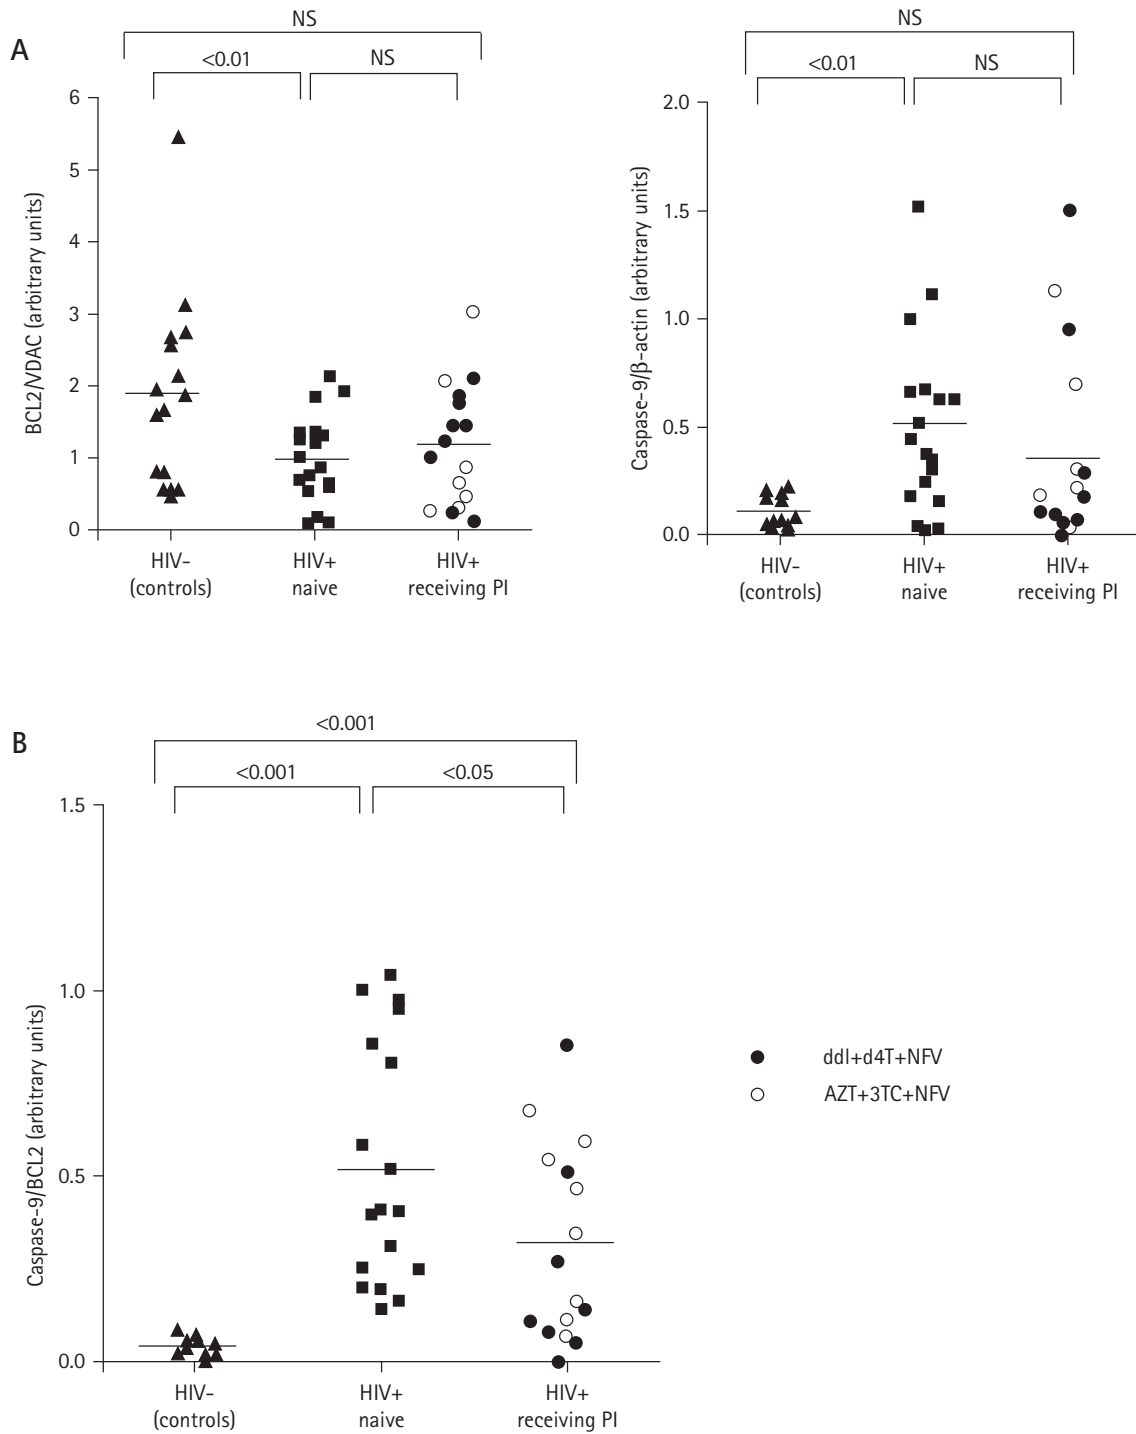 A
NS
<0.01
NS
6
5
4
3
2
1
0
BCL2/VDAC (arbitrary units)
HIV-
(controls)
HIV+
naive
HIV+
receiving PI
NS
<0.01
NS
2.0
1.5
1.0
0.5
0.0
Caspase-9/β-actin (arbitrary units)
HIV-
(controls)
HIV+
naive
HIV+
receiving PI
B
<0.001
<0.001
<0.05
1.5
1.0
0.5
0.0
Caspase-9/BCL2 (arbitrary units)
HIV-
(controls)
HIV+
naive
HIV+
receiving PI
ddI+d4T+NFV
AZT+3TC+NFV